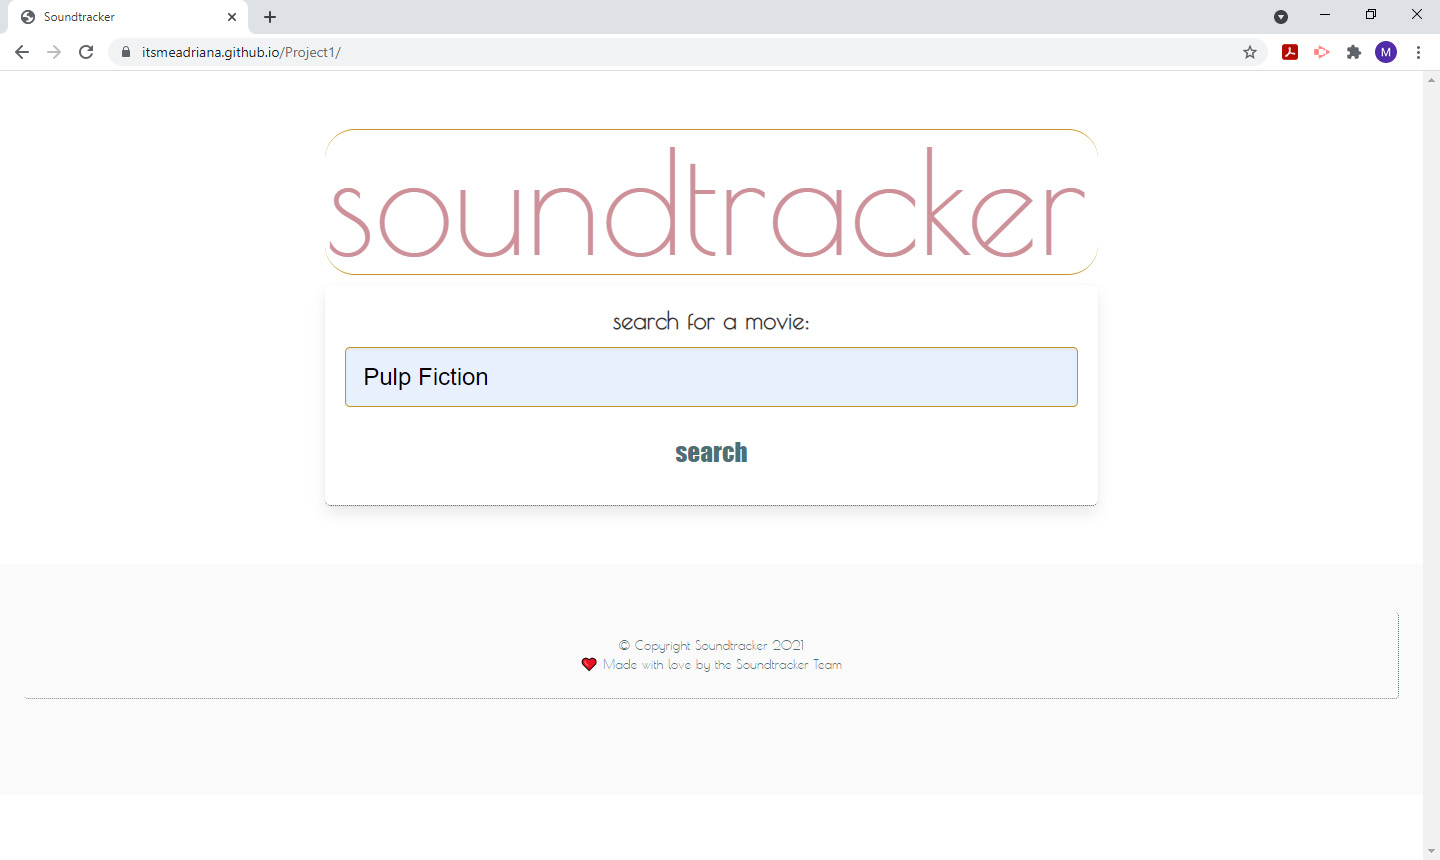 Soundtracker
itsmeadriana.github.io/Project1/
M
soundtracker
search for a movie:
Pulp Fiction
search
© Copyright Soundtracker 2021
Made with love by the Soundtracker Team